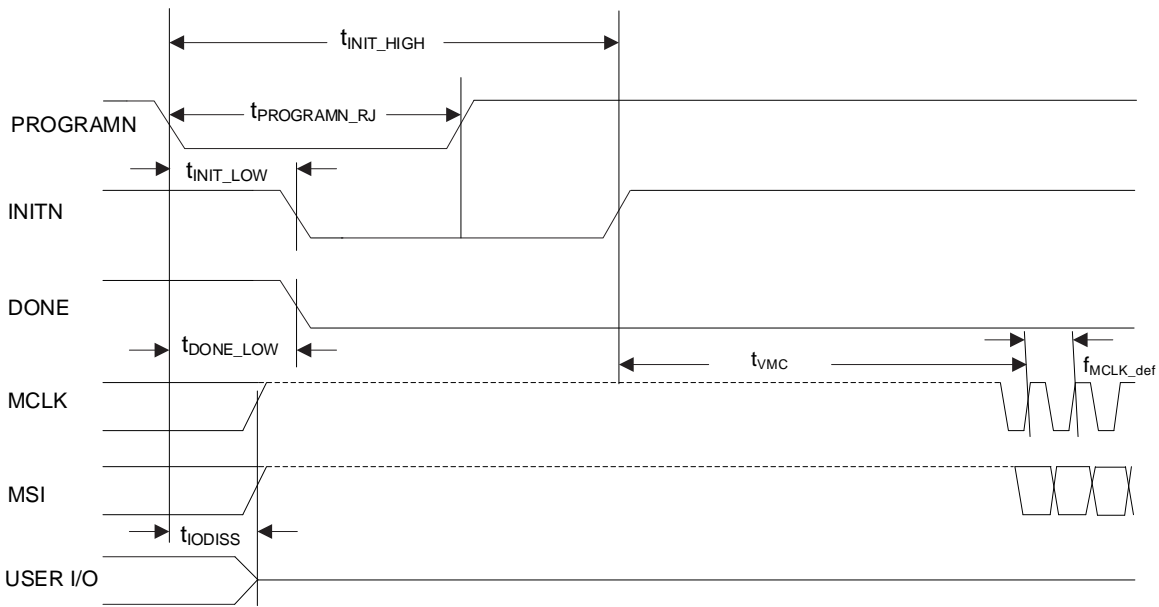 tINIT_HIGH
PROGRAMN
tPROGRAMN_RJ
tINIT_LOW
INITN
DONE
tDONE_LOW
tVMC
fMCLK_def
MCLK
MSI
tIODISS
USER I/O